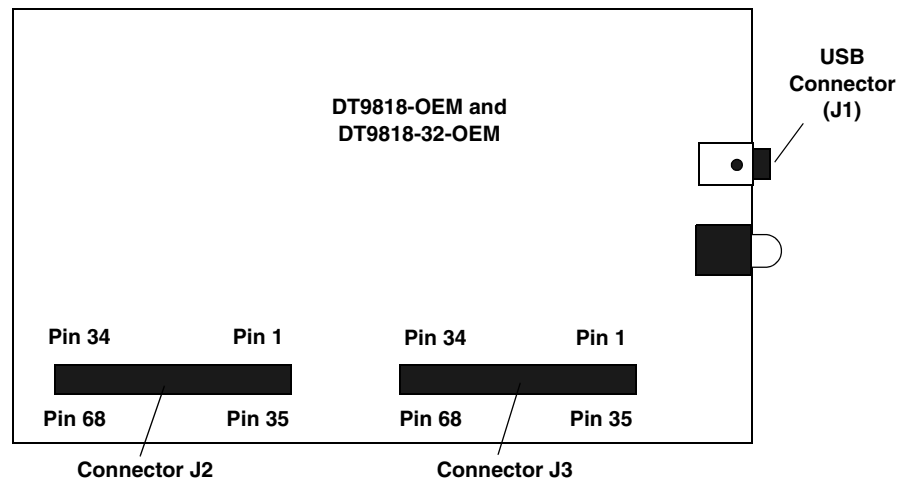 USB
Connector
(J1)
DT9818-OEM and
DT9818-32-OEM
Pin 34 Pin 1 Pin 34 Pin 1
Pin 68 Pin 35 Pin 68 Pin 35
Connector J2 Connector J3